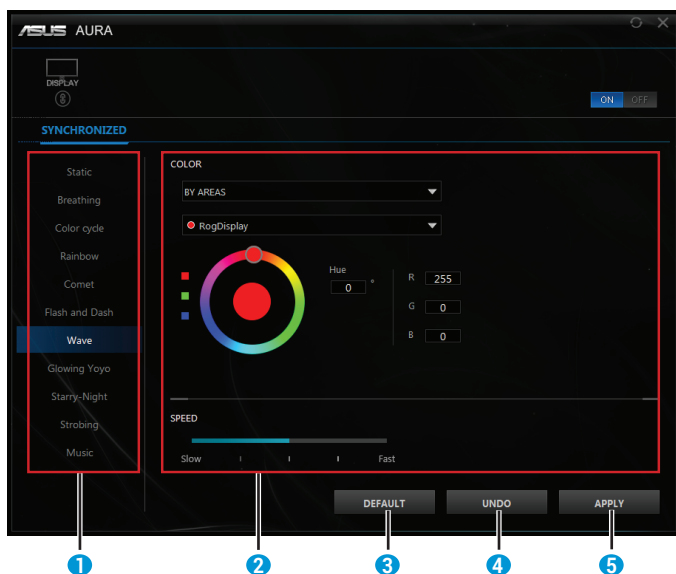 ASUS AURA
DISPLAY
ON OFF
SYNCHRONIZED
Static
Breathing
Color cycle
Rainbow
Comet
Flash and Dash
Wave
Glowing Yoyo
Starry-Night
Strobing
Music
COLOR
BY AREAS
RogDisplay
Hue
0 °
R 255
G 0
B 0
SPEED
Slow Fast
DEFAULT UNDO APPLY
1 2 3 4 5